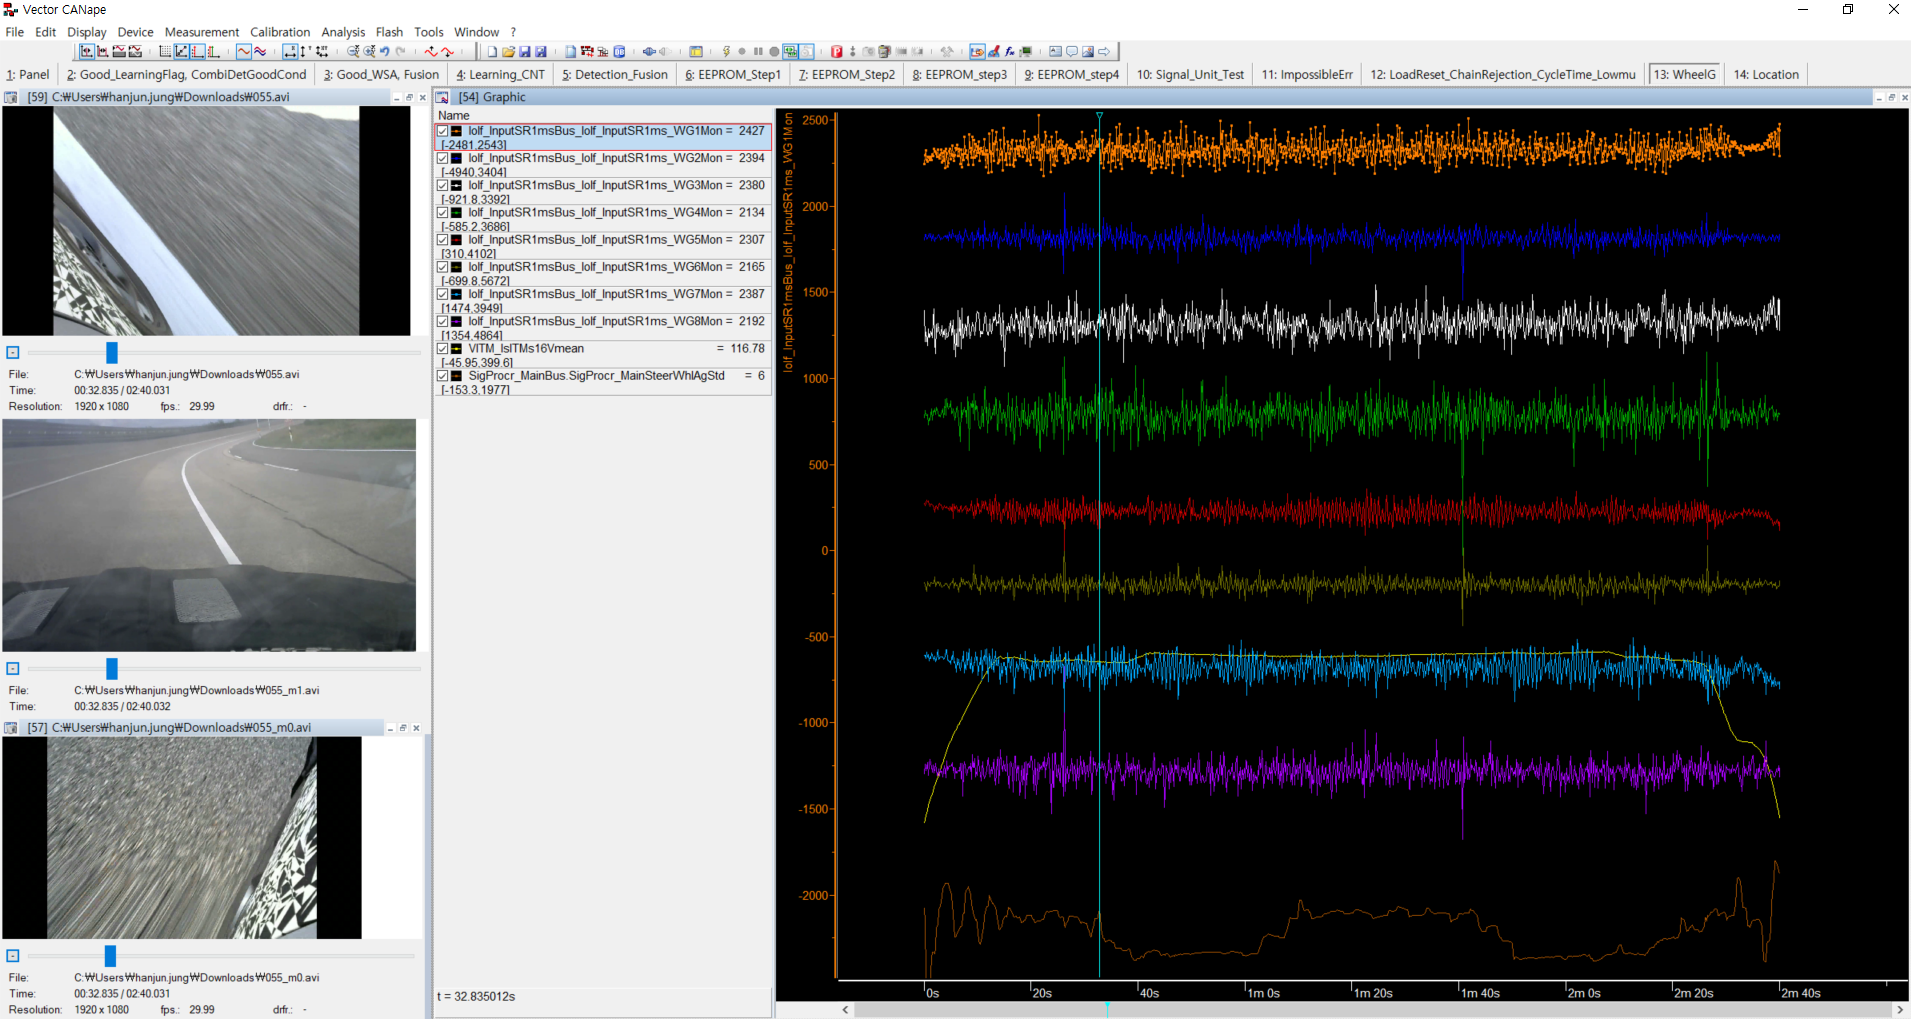 Vector CANape
File Edit Display Device Measurement Calibration Analysis Flash Tools Window ?
1: Panel 2: Good_LearningFlag, CombiDetGoodCond 3: Good_WSA, Fusion 4: Learning_CNT 5: Detection_Fusion 6: EEPROM_Step1 7: EEPROM_Step2 8: EEPROM_step3 9: EEPROM_step4 10: Signal_Unit_Test 11: ImpossibleErr 12: LoadReset_ChainRejection_CycleTime_Lowmu 13: WheelG 14: Location
[59] C:₩Users₩hanjun.jung₩Downloads₩055.avi
File: C:₩Users₩hanjun.jung₩Downloads₩055.avi
Time: 00:32.835 / 02:40.031
Resolution: 1920 x 1080 fps.: 29.99 drfr.: -
File: C:₩Users₩hanjun.jung₩Downloads₩055_m1.avi
Time: 00:32.835 / 02:40.032
[57] C:₩Users₩hanjun.jung₩Downloads₩055_m0.avi
File: C:₩Users₩hanjun.jung₩Downloads₩055_m0.avi
Time: 00:32.835 / 02:40.031
Resolution: 1920 x 1080 fps.: 29.99 drfr.: -
[54] Graphic
Name
Iolf_InputSR1msBus_Iolf_InputSR1ms_WG1Mon = 2427
[-2481,2543]
Iolf_InputSR1msBus_Iolf_InputSR1ms_WG2Mon = 2394
[-4940,3404]
Iolf_InputSR1msBus_Iolf_InputSR1ms_WG3Mon = 2380
[-921.8,3392]
Iolf_InputSR1msBus_Iolf_InputSR1ms_WG4Mon = 2134
[-585.2,3686]
Iolf_InputSR1msBus_Iolf_InputSR1ms_WG5Mon = 2307
[310,4102]
Iolf_InputSR1msBus_Iolf_InputSR1ms_WG6Mon = 2165
[-699.8,5672]
Iolf_InputSR1msBus_Iolf_InputSR1ms_WG7Mon = 2387
[1474,3949]
Iolf_InputSR1msBus_Iolf_InputSR1ms_WG8Mon = 2192
[1354,4864]
VITM_IsITMs16Vmean = 116.78
[-45.95,399.6]
SigProcr_MainBus.SigProcr_MainSteerWhlAgStd = 6
[-153.3,1977]
t = 32.835012s
Iolf_InputSR1msBus_Iolf_InputSR1ms_WG1Mon
2500
2000
1500
1000
500
0
-500
-1000
-1500
-2000
0s 20s 40s 1m 0s 1m 20s 1m 40s 2m 0s 2m 20s 2m 40s